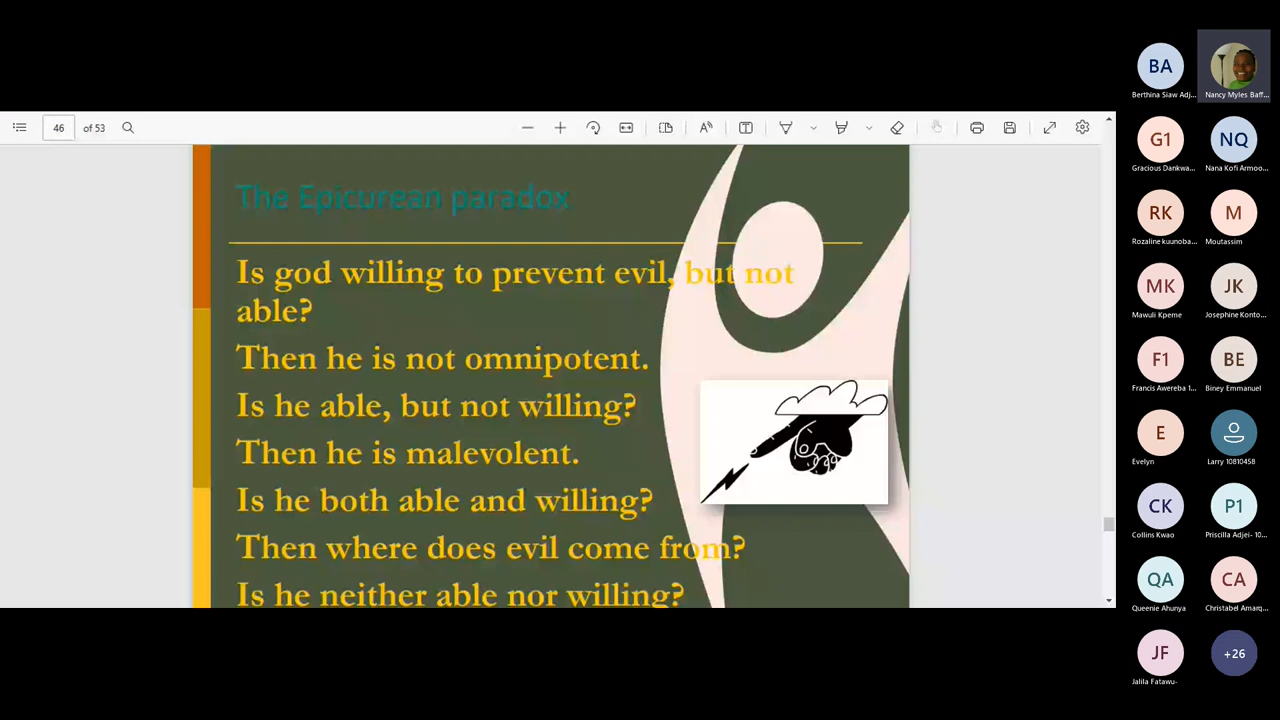 46 of 53
The Epicurean paradox
Is god willing to prevent evil, but not
able?
Then he is not omnipotent.
Is he able, but not willing?
Then he is malevolent.
Is he both able and willing?
Then where does evil come from?
Is he neither able nor willing?
BA
Berthina Siaw Adj...
Nancy Myles Baff...
G1
Gracious Dankwa...
NQ
Nana Kofi Armoo...
RK
Rozaline kuunoba...
M
Moutassim
MK
Mawuli Kpeme
JK
Josephine Konto...
F1
Francis Awereba 1...
BE
Biney Emmanuel
E
Evelyn
Larry 10810458
CK
Collins Kwao
P1
Priscilla Adjei- 10...
QA
Queenie Ahunya
CA
Christabel Amarq...
JF
Jalila Fatawu-
+26